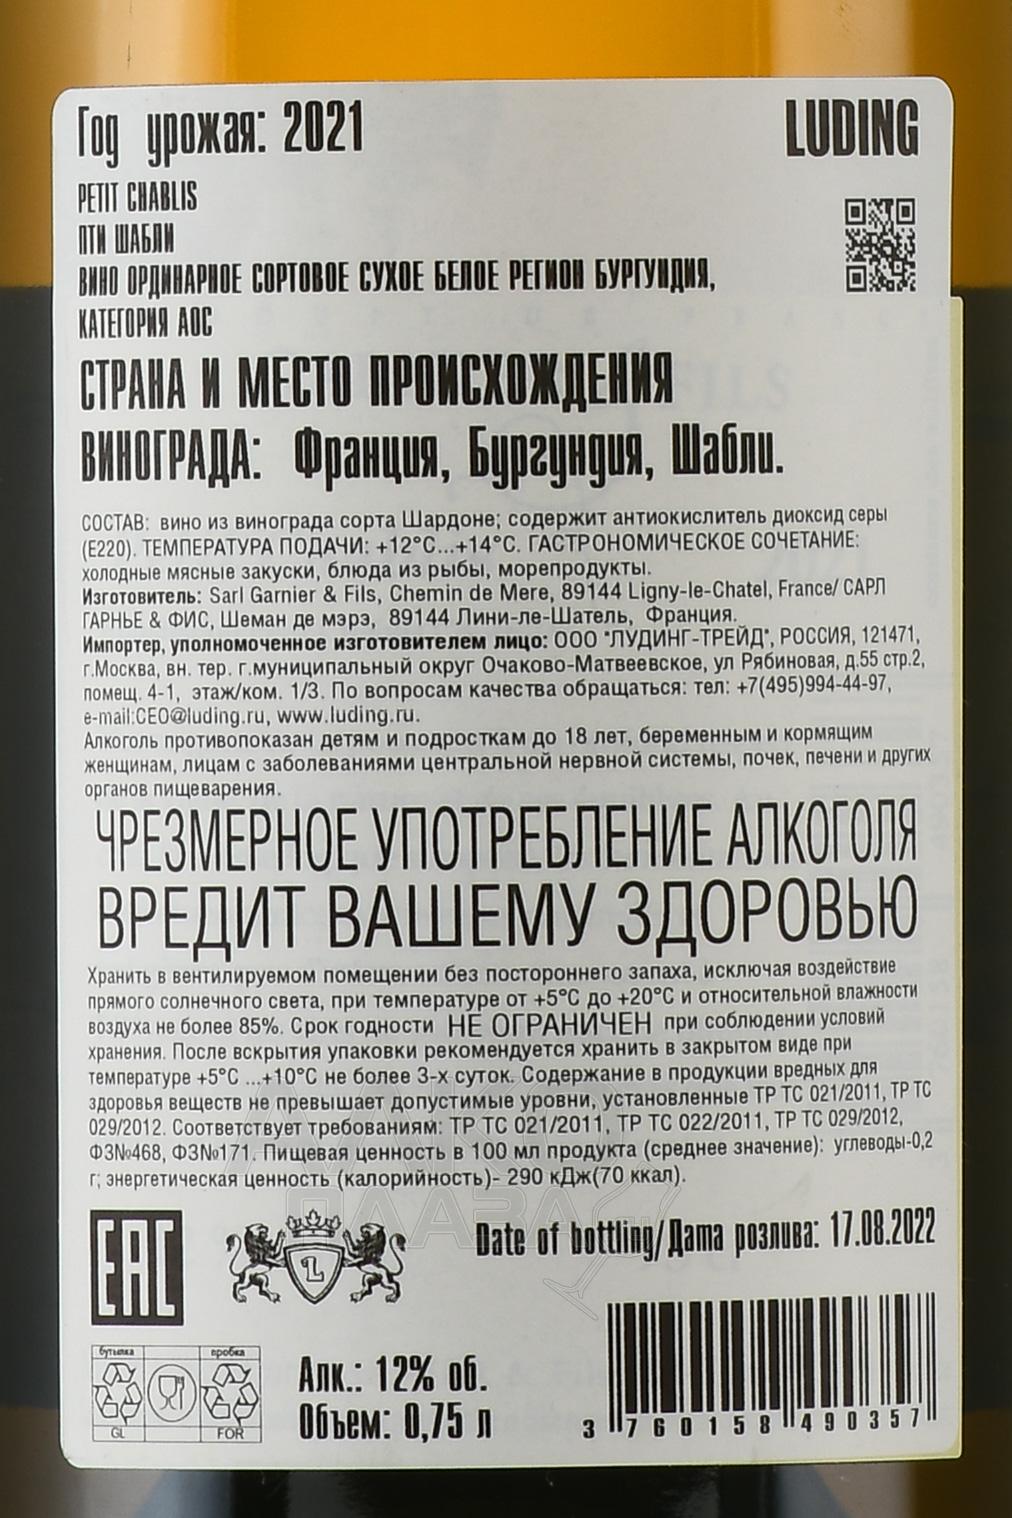 Год урожая: 2021
LUDING
PETIT CHABLIS
ПТИ ШАБЛИ
ВИНО ОРДИНАРНОЕ СОРТОВОЕ СУХОЕ БЕЛОЕ РЕГИОН БУРГУНДИЯ,
КАТЕГОРИЯ АОС
СТРАНА И МЕСТО ПРОИСХОЖДЕНИЯ
ВИНОГРАДА: Франция, Бургундия, Шабли.
СОСТАВ: вино из винограда сорта Шардоне; содержит антиокислитель диоксид серы
(Е220). ТЕМПЕРАТУРА ПОДАЧИ: +12°С...+14°С. ГАСТРОНОМИЧЕСКОЕ СОЧЕТАНИЕ:
холодные мясные закуски, блюда из рыбы, морепродукты.
Изготовитель: Sarl Garnier & Fils, Chemin de Mere, 89144 Ligny-le-Chatel, France/ САРЛ
ГАРНЬЕ & ФИС, Шеман де мэрэ, 89144 Лини-ле-Шатель, Франция.
Импортер, уполномоченное изготовителем лицо: ООО "ЛУДИНГ-ТРЕЙД", РОССИЯ, 121471,
г.Москва, вн. тер. г.муниципальный округ Очаково-Матвеевское, ул Рябиновая, д.55 стр.2,
помещ. 4-1, этаж/ком. 1/3. По вопросам качества обращаться: тел: +7(495)994-44-97,
e-mail:CEO@luding.ru, www.luding.ru.
Алкоголь противопоказан детям и подросткам до 18 лет, беременным и кормящим
женщинам, лицам с заболеваниями центральной нервной системы, почек, печени и других
органов пищеварения.
ЧРЕЗМЕРНОЕ УПОТРЕБЛЕНИЕ АЛКОГОЛЯ
ВРЕДИТ ВАШЕМУ ЗДОРОВЬЮ
Хранить в вентилируемом помещении без постороннего запаха, исключая воздействие
прямого солнечного света, при температуре от +5°С до +20°С и относительной влажности
воздуха не более 85%. Срок годности НЕ ОГРАНИЧЕН при соблюдении условий
хранения. После вскрытия упаковки рекомендуется хранить в закрытом виде при
температуре +5°С ...+10°С не более 3-х суток. Содержание в продукции вредных для
здоровья веществ не превышает допустимые уровни, установленные ТР ТС 021/2011, ТР ТС
029/2012. Соответствует требованиям: ТР ТС 021/2011, ТР ТС 022/2011, ТР ТС 029/2012,
ФЗ№468, ФЗ№171. Пищевая ценность в 100 мл продукта (среднее значение): углеводы-0,2
г; энергетическая ценность (калорийность)- 290 кДж(70 ккал).
EAC
L
Date of bottling/Дата розлива: 17.08.2022
бутылка
пробка
GL
FOR
Алк.: 12% об.
Объем: 0,75 л
3 760158 490357
FILS